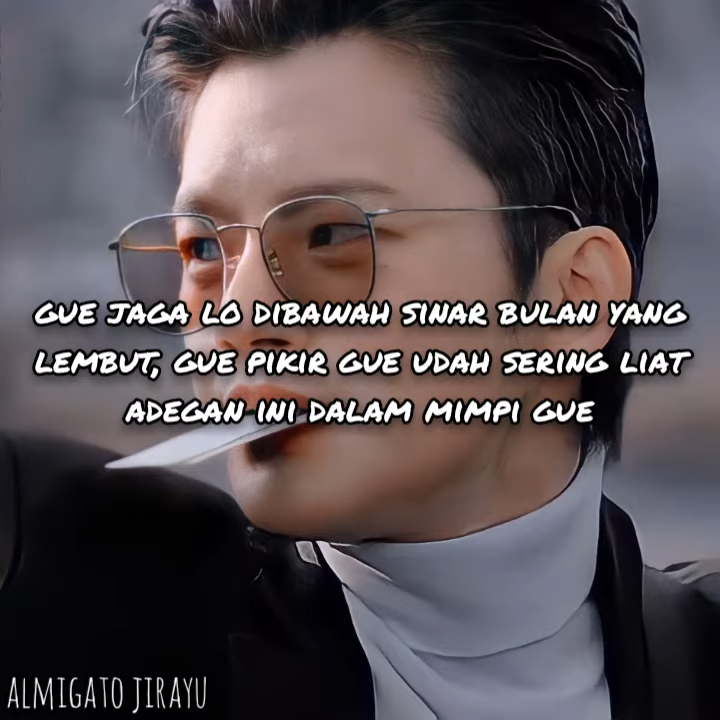 GUE JAGA LO DIBAWAH SINAR BULAN YANG
LEMBUT, GUE PIKIR GUE UDAH SERING LIAT
ADEGAN INI DALAM MIMPI GUE
ALMIGATO JIRAYU